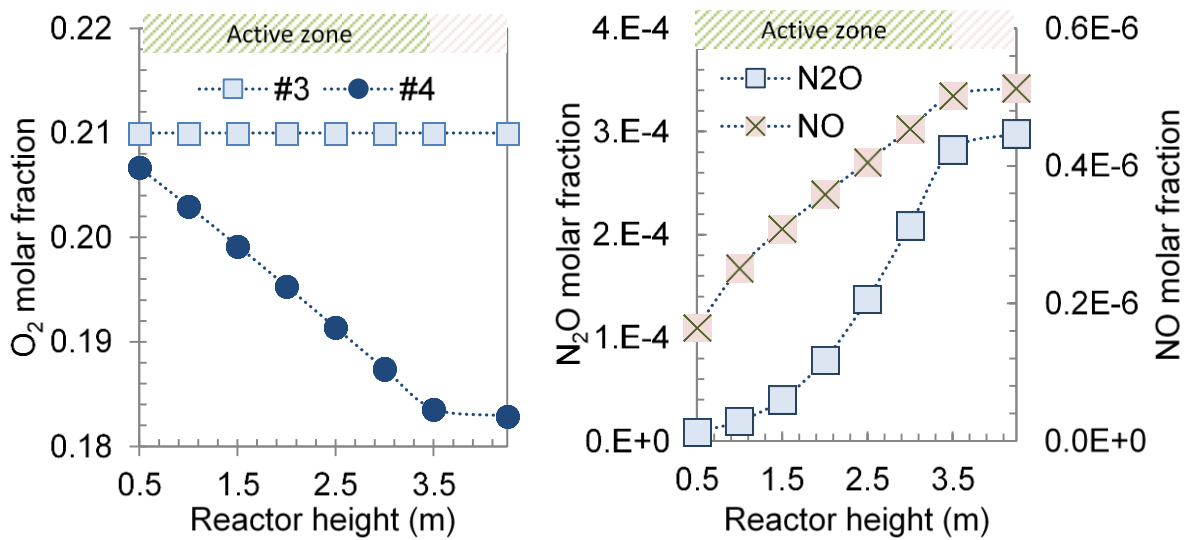 Active zone
#3 #4
0.22
0.21
0.20
0.19
0.18
O2 molar fraction
0.5 1.5 2.5 3.5
Reactor height (m)
Active zone
N2O
NO
4.E-4
3.E-4
2.E-4
1.E-4
0.E+0
N2O molar fraction
0.6E-6
0.4E-6
0.2E-6
0.0E+0
NO molar fraction
0.5 1.5 2.5 3.5
Reactor height (m)